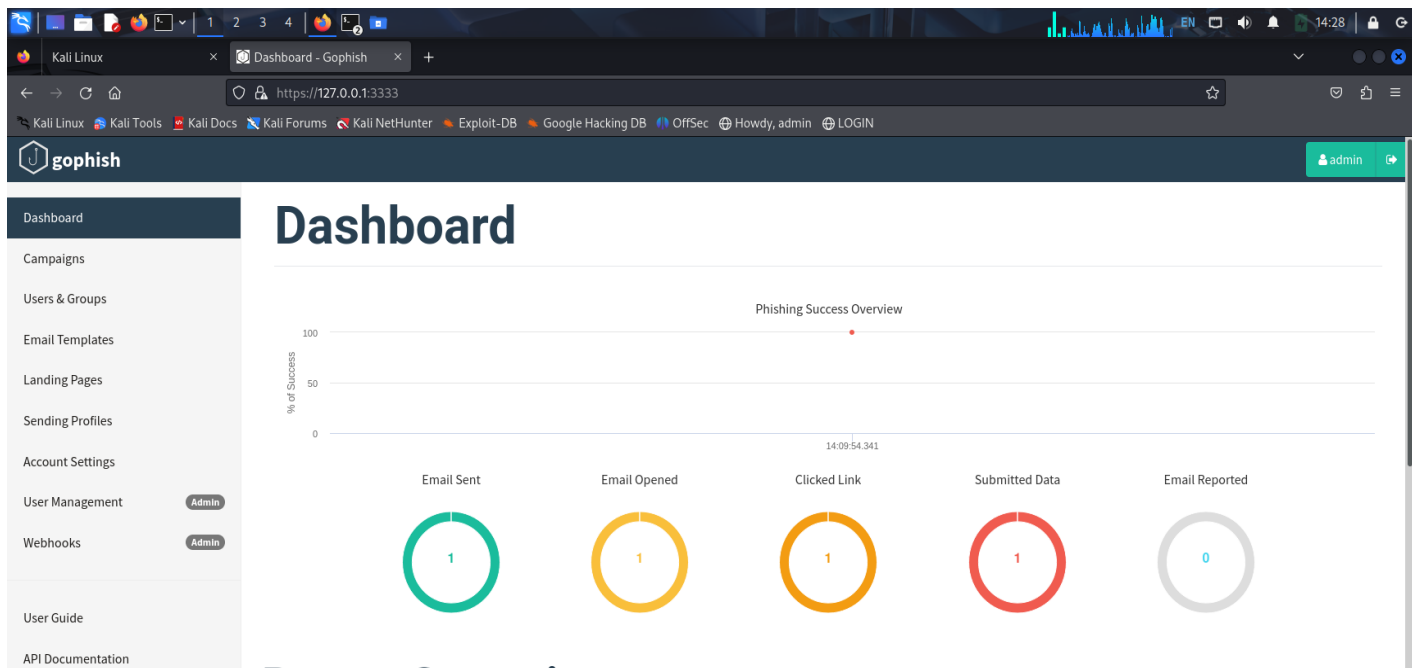 1 2 3 4 2 EN 14:28
Kali Linux Dashboard - Gophish
https://127.0.0.1:3333
Kali Linux Kali Tools Kali Docs Kali Forums Kali NetHunter Exploit-DB Google Hacking DB OffSec Howdy, admin LOGIN
gophish
admin
Dashboard
Campaigns
Users & Groups
Email Templates
Landing Pages
Sending Profiles
Account Settings
User Management Admin
Webhooks Admin
User Guide
API Documentation
Dashboard
Phishing Success Overview
% of Success
100
50
0
14:09:54.341
Email Sent Email Opened Clicked Link Submitted Data Email Reported
1 1 1 1 0